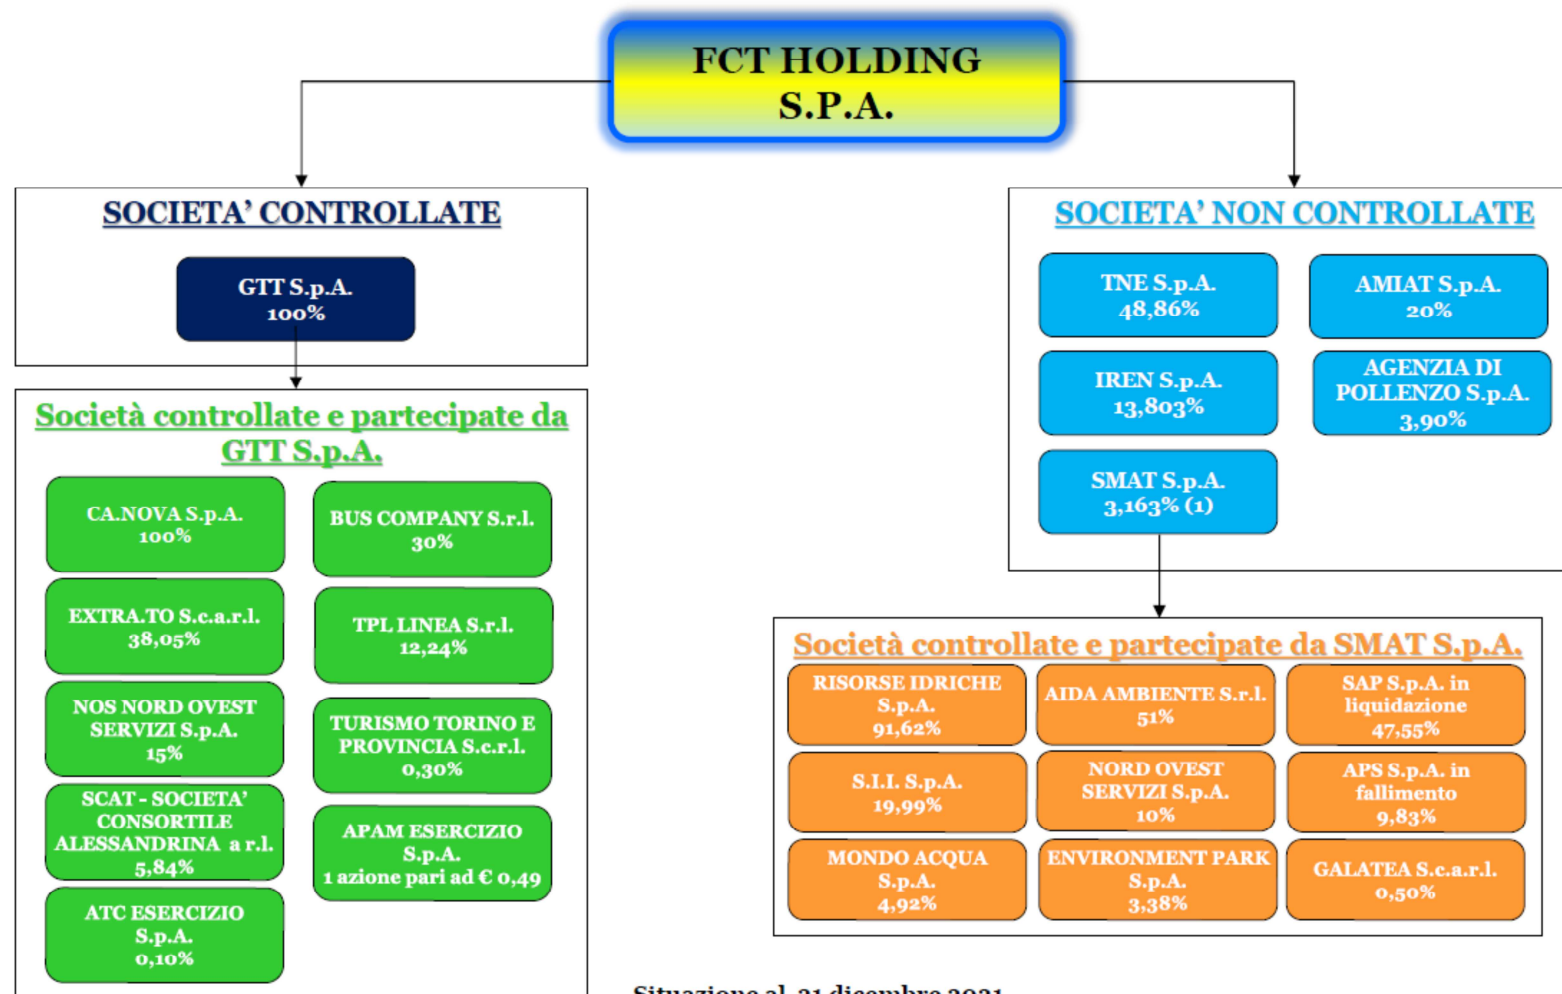 FCT HOLDING
S.P.A.
SOCIETA’ CONTROLLATE
GTT S.p.A.
100%
Società controllate e partecipate da
GTT S.p.A.
CA.NOVA S.p.A.
100%
BUS COMPANY S.r.l.
30%
EXTRA.TO S.c.a.r.l.
38,05%
TPL LINEA S.r.l.
12,24%
NOS NORD OVEST
SERVIZI S.p.A.
15%
TURISMO TORINO E
PROVINCIA S.c.r.l.
0,30%
SCAT - SOCIETA’
CONSORTILE
ALESSANDRINA a r.l.
5,84%
APAM ESERCIZIO
S.p.A.
1 azione pari ad € 0,49
ATC ESERCIZIO
S.p.A.
0,10%
SOCIETA’ NON CONTROLLATE
TNE S.p.A.
48,86%
AMIAT S.p.A.
20%
IREN S.p.A.
13,803%
AGENZIA DI
POLLENZO S.p.A.
3,90%
SMAT S.p.A.
3,163% (1)
Società controllate e partecipate da SMAT S.p.A.
RISORSE IDRICHE
S.p.A.
91,62%
AIDA AMBIENTE S.r.l.
51%
SAP S.p.A. in
liquidazione
47,55%
S.I.I. S.p.A.
19,99%
NORD OVEST
SERVIZI S.p.A.
10%
APS S.p.A. in
fallimento
9,83%
MONDO ACQUA
S.p.A.
4,92%
ENVIRONMENT PARK
S.p.A.
3,38%
GALATEA S.c.a.r.l.
0,50%
Situazione al 31 dicembre 2021